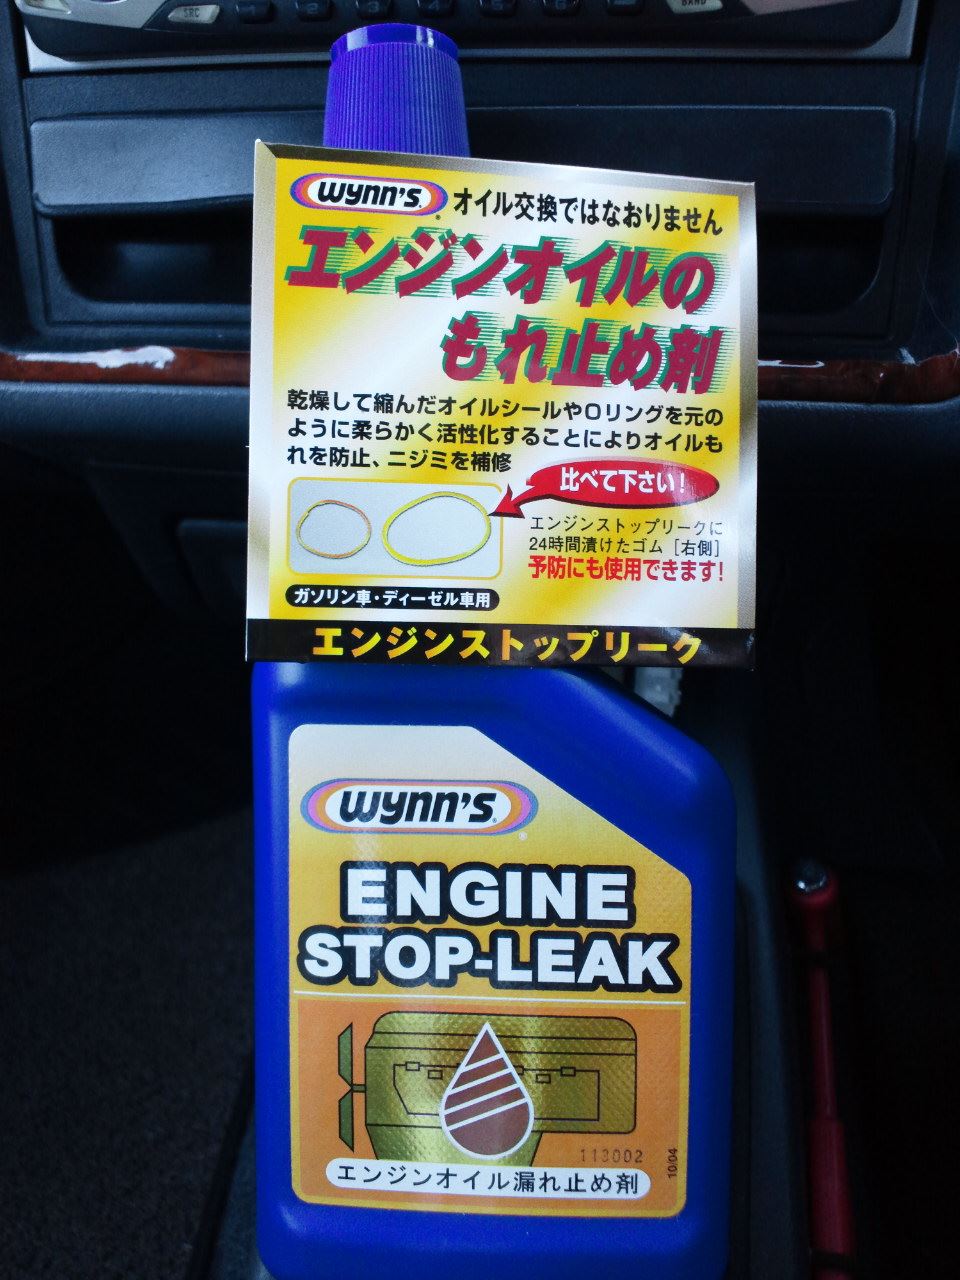 SRC
BAND
WYNN'S®
オイル交換ではなおりません
エンジンオイルの
もれ止め剤
乾燥して縮んだオイルシールやOリングを元の
ように柔らかく活性化することによりオイルも
れを防止、ニジミを補修
比べて下さい!
エンジンストップリークに
24時間漬けたゴム[右側]
予防にも使用できます!
ガソリン車・ディーゼル車用
エンジンストップリーク
WYNN'S®
ENGINE
STOP-LEAK
113002
10/04
エンジンオイル漏れ止め剤